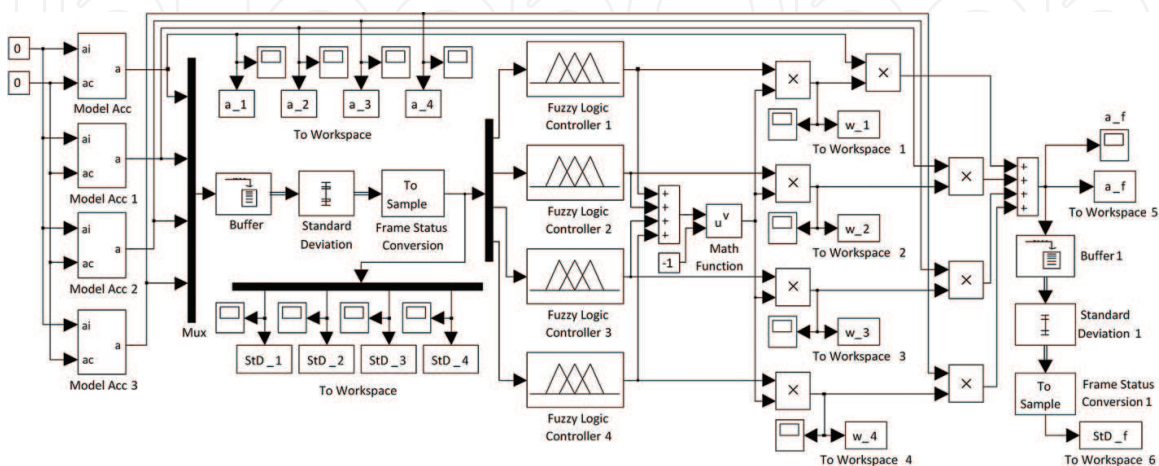 0
0
ai
ac
a
Model Acc
ai
ac
a
Model Acc 1
ai
ac
a
Model Acc 2
ai
ac
a
Model Acc 3
Mux
a_1
a_2
a_3
a_4
To Workspace
Buffer
Standard
Deviation
To
Sample
Frame Status
Conversion
StD_1
StD_2
StD_3
StD_4
To Workspace
Fuzzy Logic
Controller 1
Fuzzy Logic
Controller 2
Fuzzy Logic
Controller 3
Fuzzy Logic
Controller 4
+
+
+
+
-1
u^v
Math
Function
×
×
×
×
×
×
×
×
w_1
To Workspace 1
w_2
To Workspace 2
w_3
To Workspace 3
w_4
To Workspace 4
+
+
+
+
a_f
a_f
To Workspace 5
Buffer 1
Standard
Deviation 1
To
Sample
Frame Status
Conversion 1
StD_f
To Workspace 6